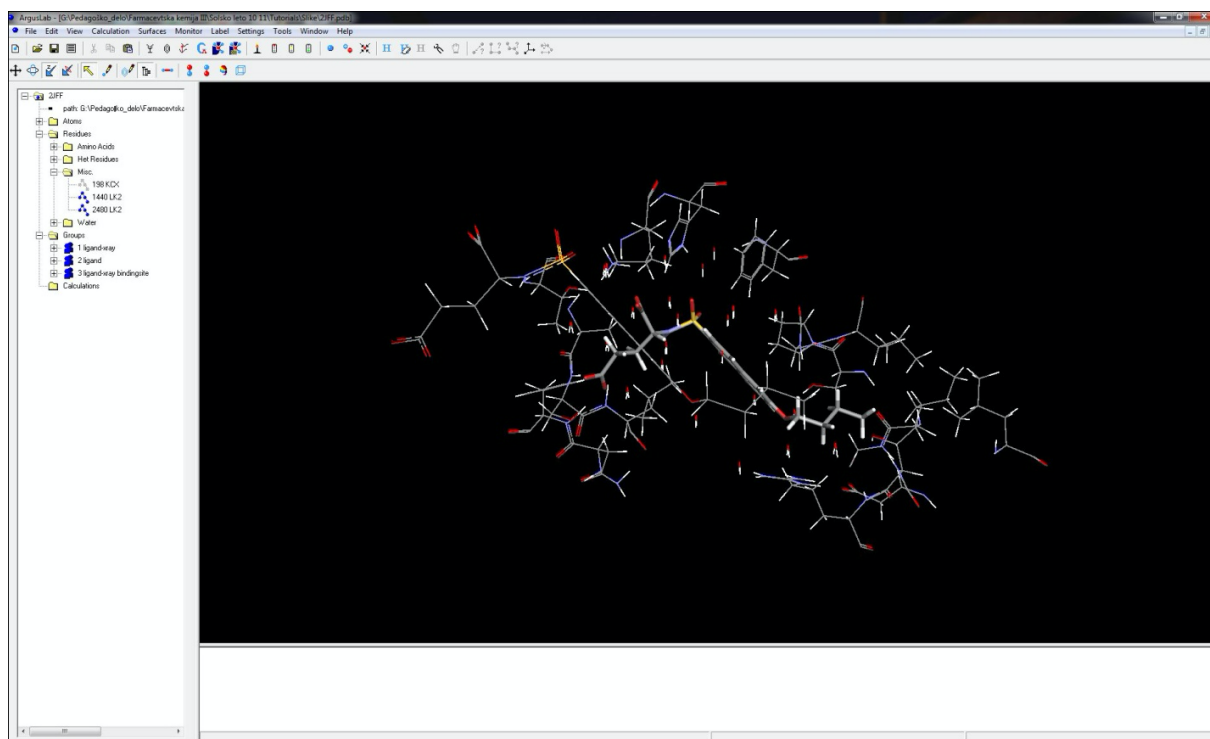 ArgusLab - [G:\Pedagoško_delo\Farmacevtska kemija III\Solsko leto 10 11\Tutorials\Slike\2JFF.pdb]
File Edit View Calculation Surfaces Monitor Label Settings Tools Window Help
2JFF
path: G:\Pedagoško_delo\Farmacevtska
Atoms
Residues
Amino Acids
Het Residues
Misc.
198 KCX
1440 LK2
2480 LK2
Water
Groups
1 ligand-xray
2 ligand
3 ligand-xray bindingsite
Calculations